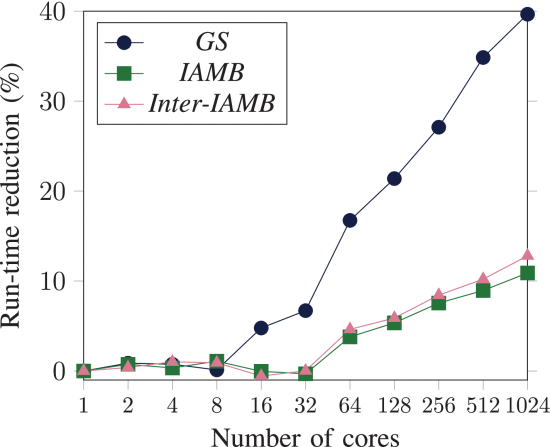 40
30
20
10
0
Run-time reduction (%)
GS
IAMB
Inter-IAMB
1 2 4 8 16 32 64 128 256 512 1024
Number of cores